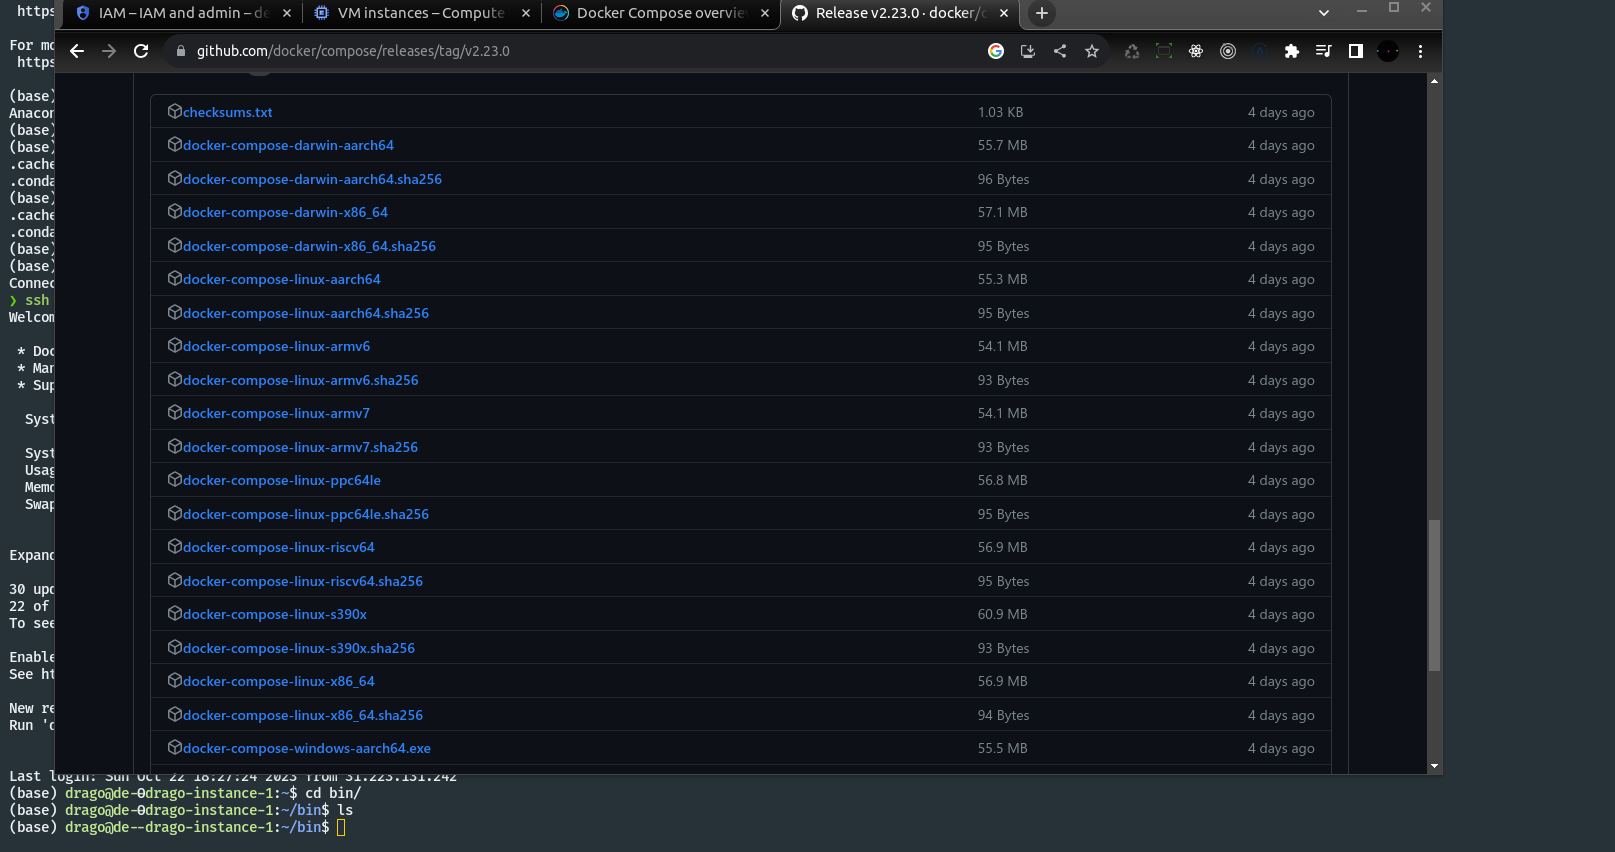 https
IAM – IAM and admin – de
VM instances – Compute
Docker Compose overvie
Release v2.23.0 · docker/c
For mo
https
github.com/docker/compose/releases/tag/v2.23.0
(base)
Anacon
(base)
(base)
.cache
.conda
(base)
.cache
.conda
(base)
(base)
Connec
❯ ssh
Welcom
* Doc
* Man
* Sup
Syst
Syst
Usag
Memo
Swap
Expand
30 upd
22 of
To see
Enable
See ht
New re
Run 'd
checksums.txt 1.03 KB 4 days ago
docker-compose-darwin-aarch64 55.7 MB 4 days ago
docker-compose-darwin-aarch64.sha256 96 Bytes 4 days ago
docker-compose-darwin-x86_64 57.1 MB 4 days ago
docker-compose-darwin-x86_64.sha256 95 Bytes 4 days ago
docker-compose-linux-aarch64 55.3 MB 4 days ago
docker-compose-linux-aarch64.sha256 95 Bytes 4 days ago
docker-compose-linux-armv6 54.1 MB 4 days ago
docker-compose-linux-armv6.sha256 93 Bytes 4 days ago
docker-compose-linux-armv7 54.1 MB 4 days ago
docker-compose-linux-armv7.sha256 93 Bytes 4 days ago
docker-compose-linux-ppc64le 56.8 MB 4 days ago
docker-compose-linux-ppc64le.sha256 95 Bytes 4 days ago
docker-compose-linux-riscv64 56.9 MB 4 days ago
docker-compose-linux-riscv64.sha256 95 Bytes 4 days ago
docker-compose-linux-s390x 60.9 MB 4 days ago
docker-compose-linux-s390x.sha256 93 Bytes 4 days ago
docker-compose-linux-x86_64 56.9 MB 4 days ago
docker-compose-linux-x86_64.sha256 94 Bytes 4 days ago
docker-compose-windows-aarch64.exe 55.5 MB 4 days ago
Last login: Sun Oct 22 18:27:24 2023 from 31.223.131.242
(base) drago@de-0drago-instance-1:~$ cd bin/
(base) drago@de-0drago-instance-1:~/bin$ ls
(base) drago@de--drago-instance-1:~/bin$